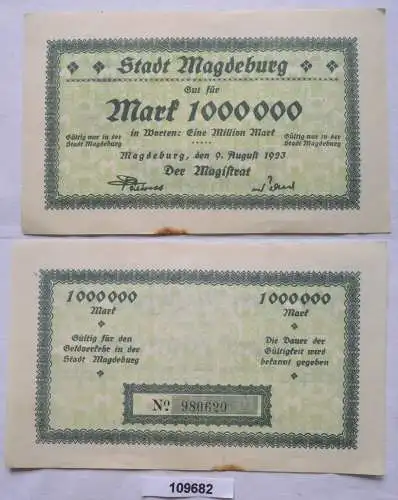 Stadt Magdeburg
Gut für
Mark 1000000
in Worten: Eine Million Mark
Gültig nur in der
Stadt Magdeburg
Gültig nur in der
Stadt Magdeburg
Magdeburg, den 9. August 1923
Der Magistrat
1000000
Mark
Gültig für den
Geldverkehr in der
Stadt Magdeburg
1000000
Mark
Die Dauer der
Gültigkeit wird
bekannt gegeben
No 980620
109682